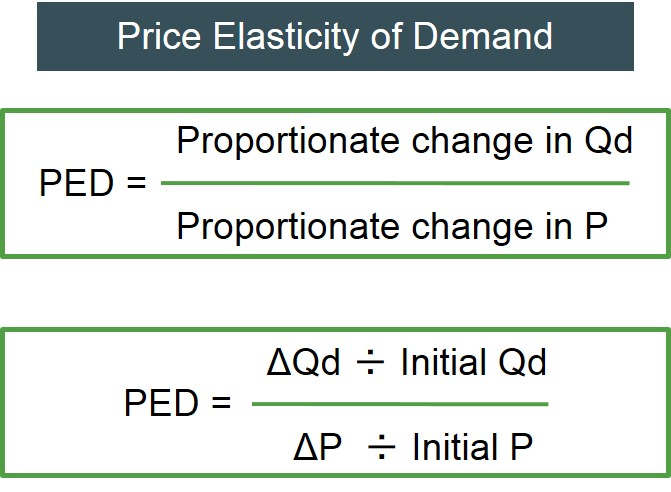 Price Elasticity of Demand
Proportionate change in Qd
PED =
Proportionate change in P
ΔQd ÷ Initial Qd
PED =
ΔP ÷ Initial P